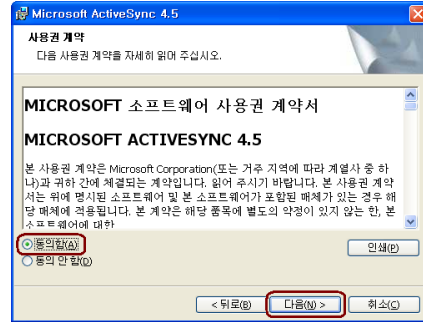 Microsoft ActiveSync 4.5
사용권 계약
다음 사용권 계약을 자세히 읽어 주십시오.
MICROSOFT 소프트웨어 사용권 계약서
MICROSOFT ACTIVESYNC 4.5
본 사용권 계약은 Microsoft Corporation(또는 거주 지역에 따라 계열사 중 하
나)과 귀하 간에 체결되는 계약입니다. 읽어 주시기 바랍니다. 본 사용권 계약
서는 위에 명시된 소프트웨어 및 본 소프트웨어가 포함된 매체가 있는 경우 해
당 매체에 적용됩니다. 본 계약은 해당 품목에 별도의 약정이 있지 않는 한, 본
소프트웨어에 대한
동의함(A)
인쇄(P)
동의 안 함(D)
< 뒤로(B)
다음(N) >
취소(C)